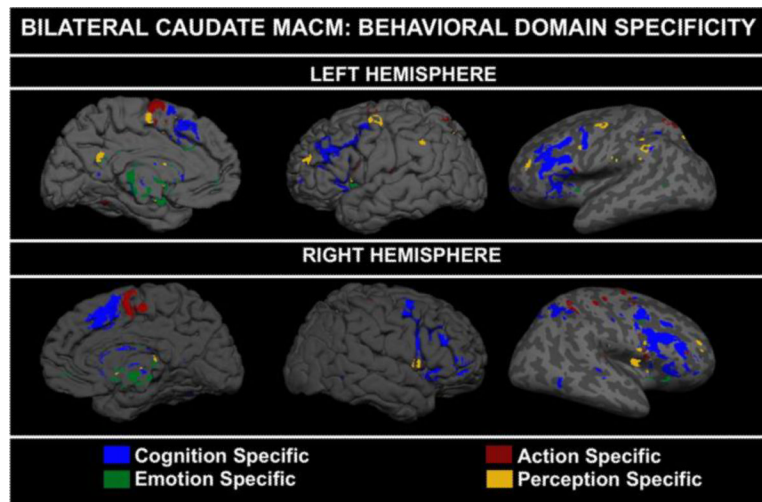 BILATERAL CAUDATE MACM: BEHAVIORAL DOMAIN SPECIFICITY
LEFT HEMISPHERE
RIGHT HEMISPHERE
Cognition Specific
Action Specific
Emotion Specific
Perception Specific